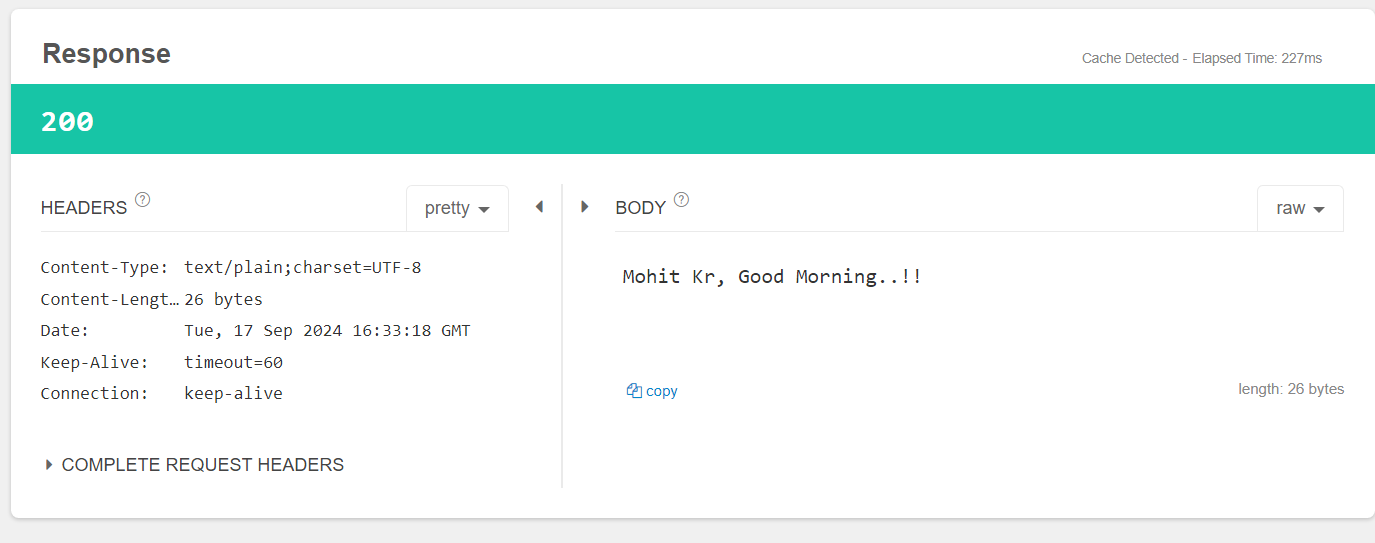 Response
Cache Detected - Elapsed Time: 227ms
200
HEADERS ?
pretty
Content-Type: text/plain;charset=UTF-8
Content-Lengt… 26 bytes
Date: Tue, 17 Sep 2024 16:33:18 GMT
Keep-Alive: timeout=60
Connection: keep-alive
COMPLETE REQUEST HEADERS
BODY ?
raw
Mohit Kr, Good Morning..!!
copy
length: 26 bytes